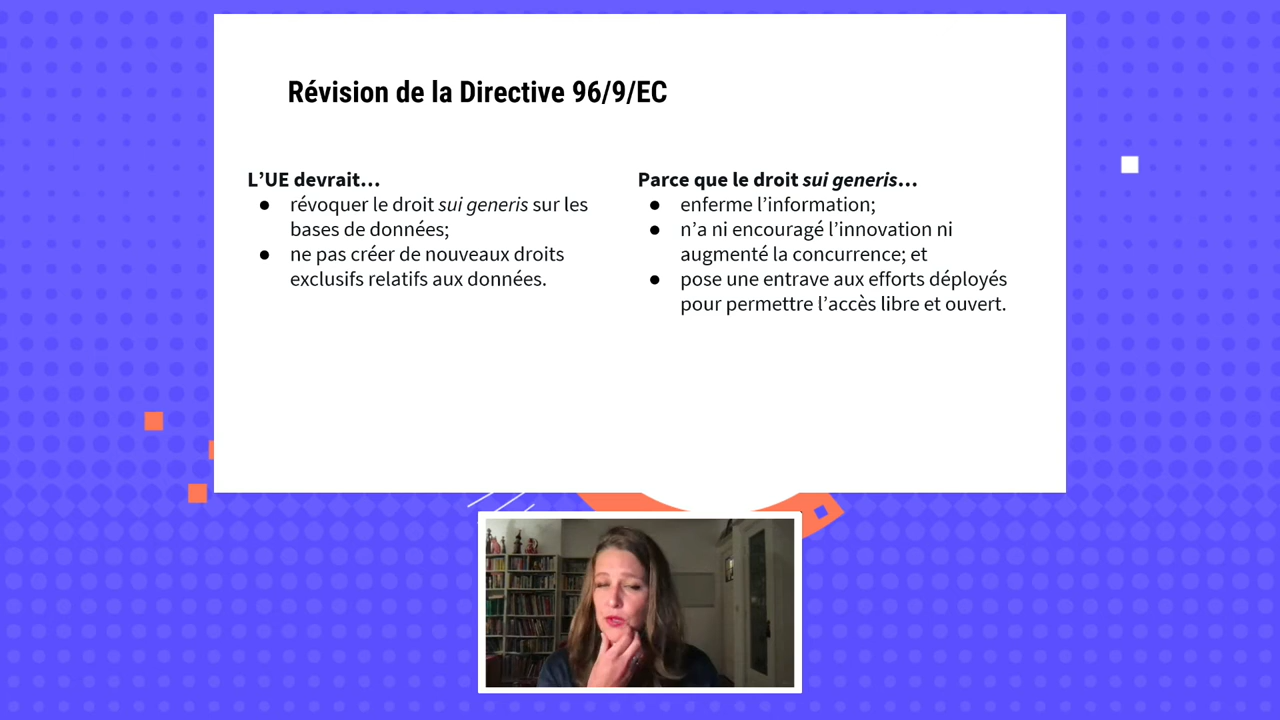 Révision de la Directive 96/9/EC
L’UE devrait…
● révoquer le droit sui generis sur les
bases de données;
● ne pas créer de nouveaux droits
exclusifs relatifs aux données.
Parce que le droit sui generis…
● enferme l’information;
● n’a ni encouragé l’innovation ni
augmenté la concurrence; et
● pose une entrave aux efforts déployés
pour permettre l’accès libre et ouvert.